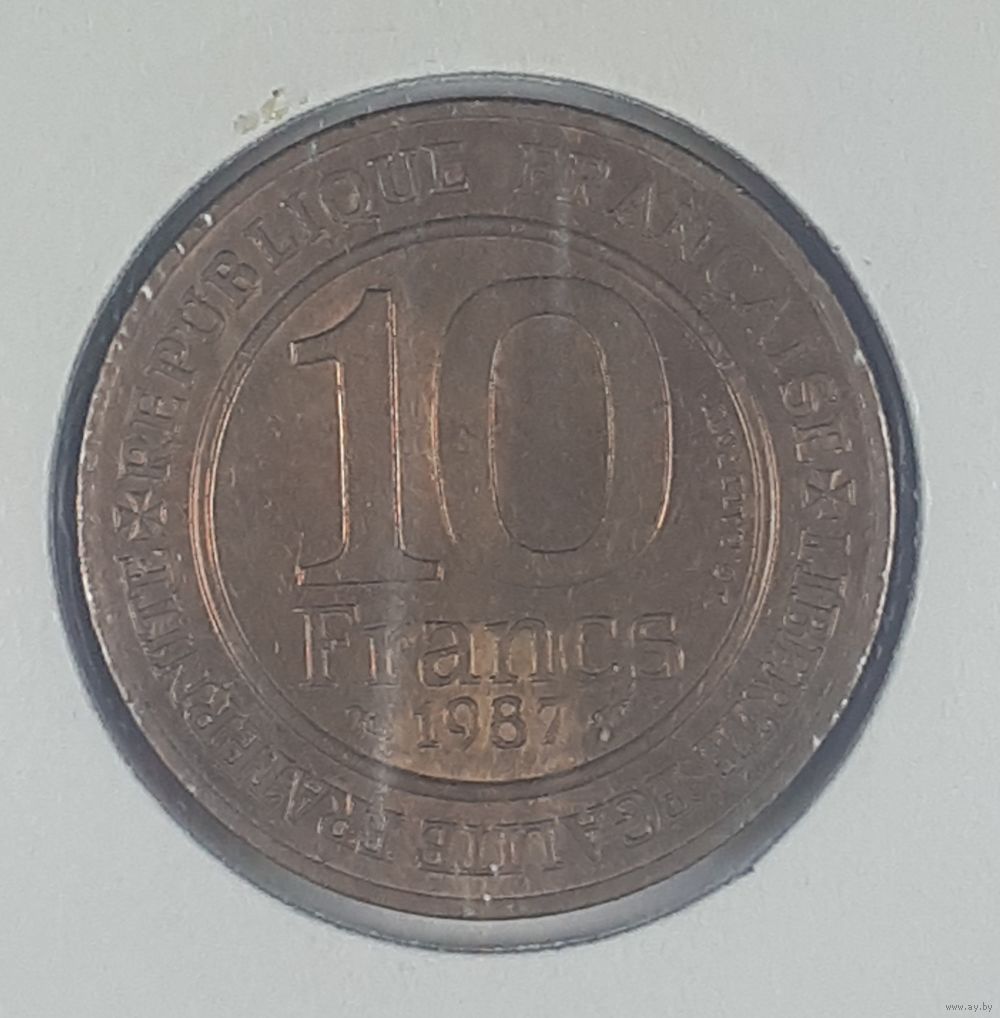 REPUBLIQUE FRANÇAISE
LIBERTE EGALITE FRATERNITE
10
Francs
1987
www.ay.by